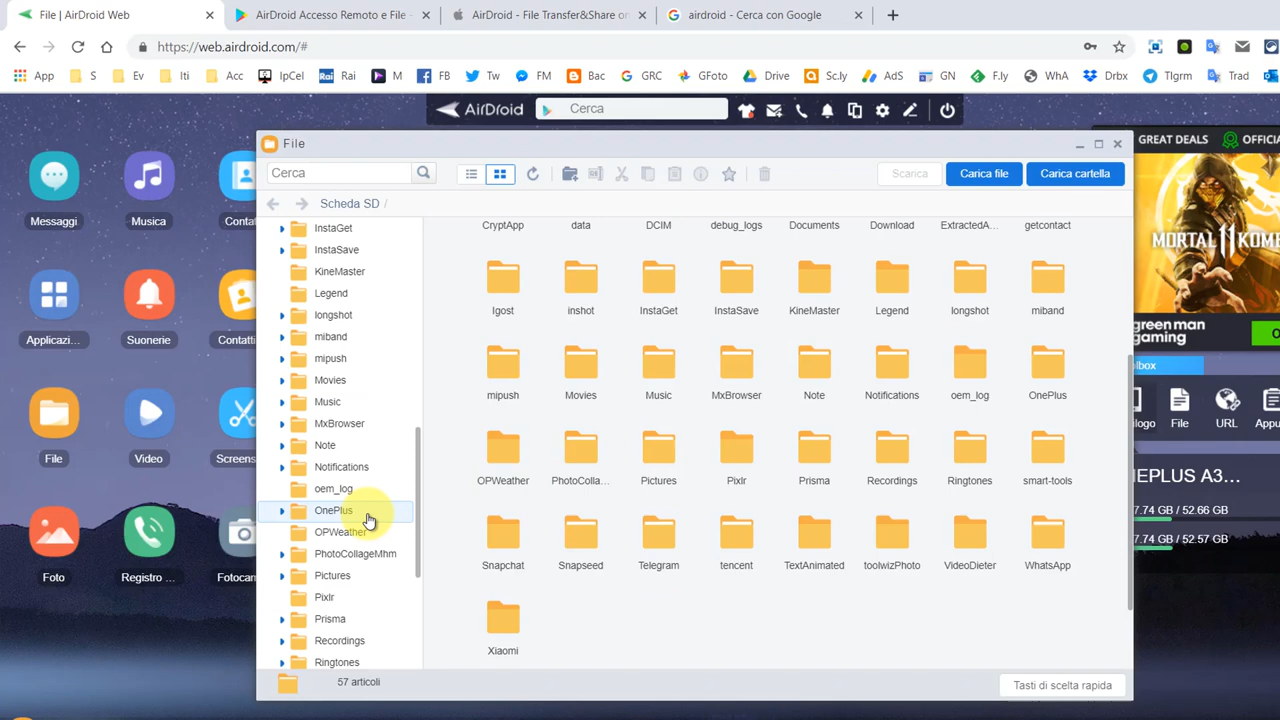 File | AirDroid Web
AirDroid Accesso Remoto e File -
AirDroid - File Transfer&Share on
airdroid - Cerca con Google
https://web.airdroid.com/#
App
S
Ev
Iti
Acc
IpCel
Rai
Rai
M
FB
Tw
FM
Bac
GRC
GFoto
Drive
Sc.ly
AdS
GN
F.ly
WhA
Drbx
Tlgrm
Trad
AirDroid
Cerca
File
GREAT DEALS
Cerca
Scarica
Carica file
Carica cartella
Scheda SD /
Messaggi
Musica
Applicazi...
Suonerie
File
Video
Foto
Registro ...
InstaGet
InstaSave
KineMaster
Legend
longshot
miband
mipush
Movies
Music
MxBrowser
Note
Notifications
oem_log
OnePlus
OPWeather
PhotoCollageMhm
Pictures
Pixlr
Prisma
Recordings
Ringtones
CryptApp
data
DCIM
debug_logs
Documents
Download
ExtractedA...
getcontact
Igost
inshot
InstaGet
InstaSave
KineMaster
Legend
longshot
miband
mipush
Movies
Music
MxBrowser
Note
Notifications
oem_log
OnePlus
OPWeather
PhotoColla...
Pictures
Pixlr
Prisma
Recordings
Ringtones
smart-tools
Snapchat
Snapseed
Telegram
tencent
TextAnimated
toolwizPhoto
VideoDieter
WhatsApp
Xiaomi
57 articoli
Tasti di scelta rapida
MORTAL KOMB
11
green man
gaming
File
URL
.74 GB / 52.66 GB
.74 GB / 52.57 GB